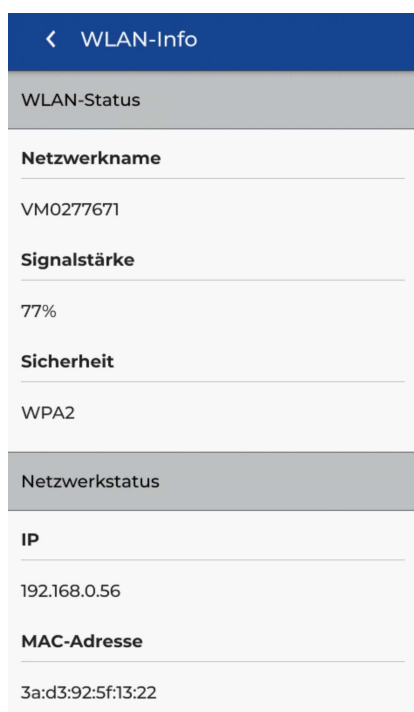 WLAN-Info
WLAN-Status
Netzwerkname
VM0277671
Signalstärke
77%
Sicherheit
WPA2
Netzwerkstatus
IP
192.168.0.56
MAC-Adresse
3a:d3:92:5f:13:22